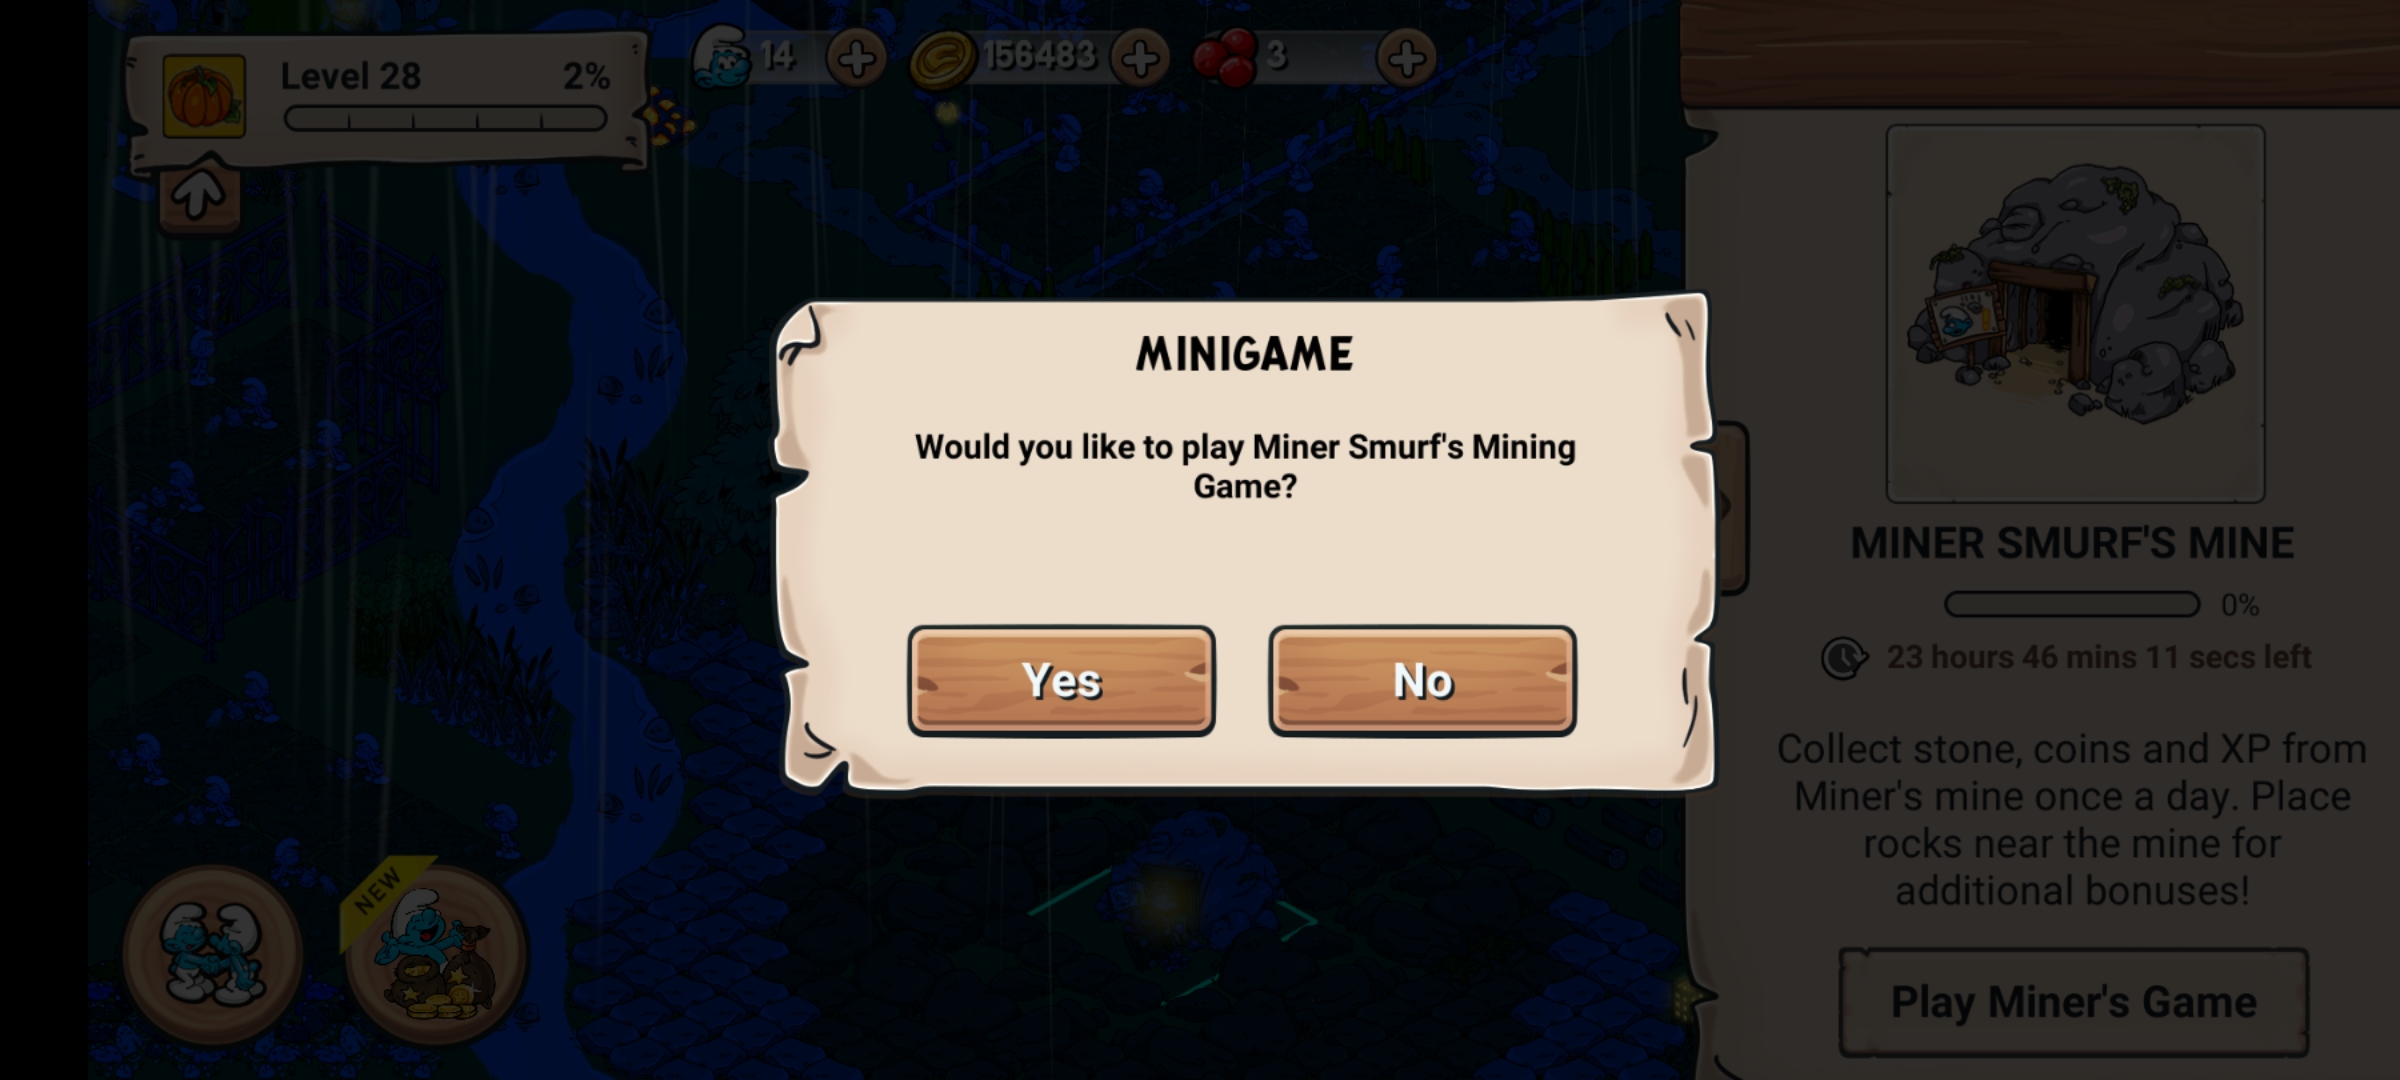 Level 28 2%
14
156483
3
MINIGAME
Would you like to play Miner Smurf's Mining
Game?
Yes
No
NEW
MINER SMURF'S MINE
0%
23 hours 46 mins 11 secs left
Collect stone, coins and XP from
Miner's mine once a day. Place
rocks near the mine for
additional bonuses!
Play Miner's Game